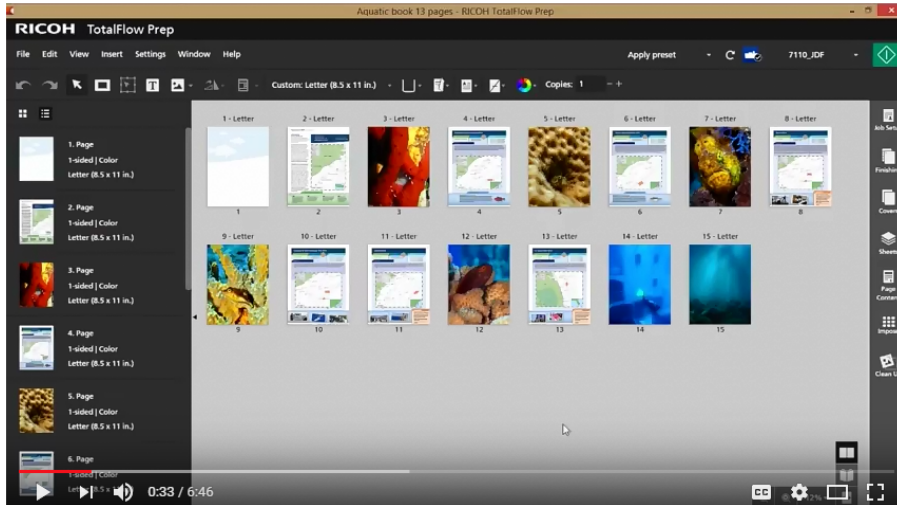 Aquatic book 13 pages - RICOH TotalFlow Prep
RICOH TotalFlow Prep
File Edit View Insert Settings Window Help
Apply preset
7110_JDF
Custom: Letter (8.5 x 11 in.)
Copies: 1
Job Set
Finishin
Covers
Sheets
Page
Conten
Impos
Clean U
1. Page
1-sided | Color
Letter (8.5 x 11 in.)
2. Page
1-sided | Color
Letter (8.5 x 11 in.)
3. Page
1-sided | Color
Letter (8.5 x 11 in.)
4. Page
1-sided | Color
Letter (8.5 x 11 in.)
5. Page
1-sided | Color
Letter (8.5 x 11 in.)
6. Page
1-sided | Color
1 - Letter 2 - Letter 3 - Letter 4 - Letter 5 - Letter 6 - Letter 7 - Letter 8 - Letter
1 2 3 4 5 6 7 8
9 - Letter 10 - Letter 11 - Letter 12 - Letter 13 - Letter 14 - Letter 15 - Letter
9 10 11 12 13 14 15
0:33 / 6:46
CC